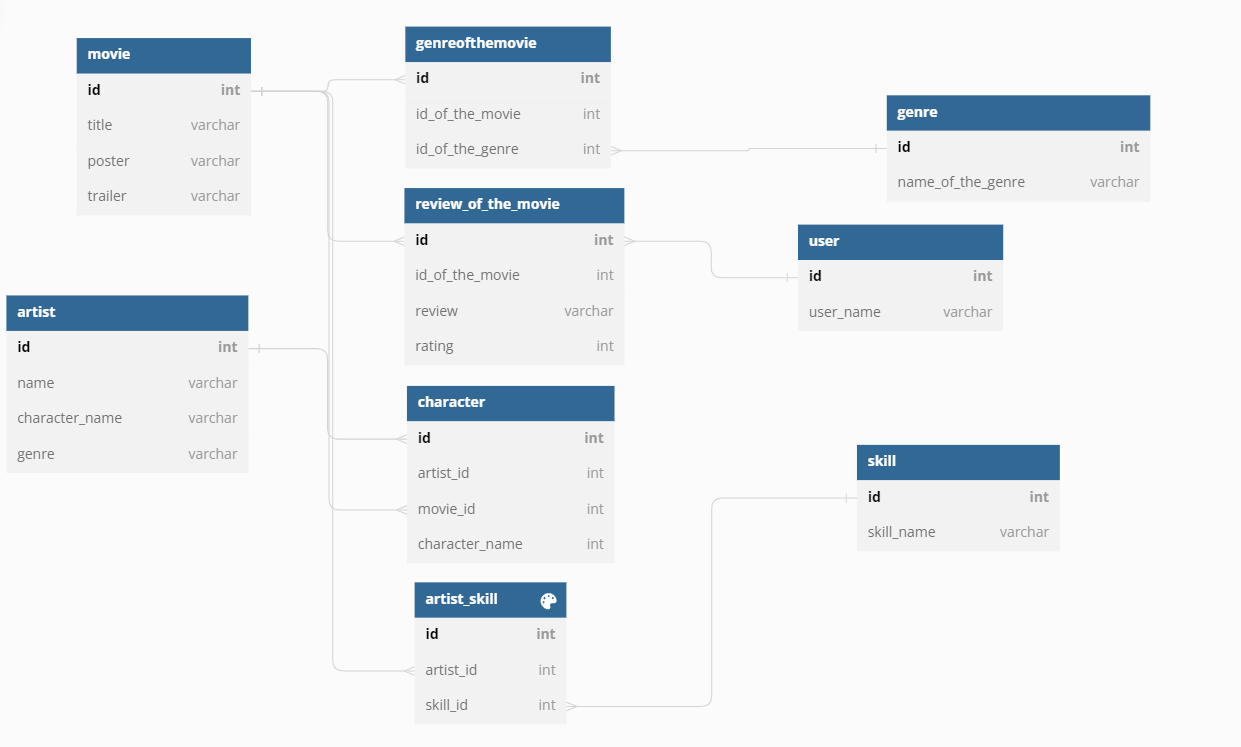 movie
id int
title varchar
poster varchar
trailer varchar
genreofthemovie
id int
id_of_the_movie int
id_of_the_genre int
genre
id int
name_of_the_genre varchar
review_of_the_movie
id int
id_of_the_movie int
review varchar
rating int
user
id int
user_name varchar
artist
id int
name varchar
character_name varchar
genre varchar
character
id int
artist_id int
movie_id int
character_name int
skill
id int
skill_name varchar
artist_skill
id int
artist_id int
skill_id int